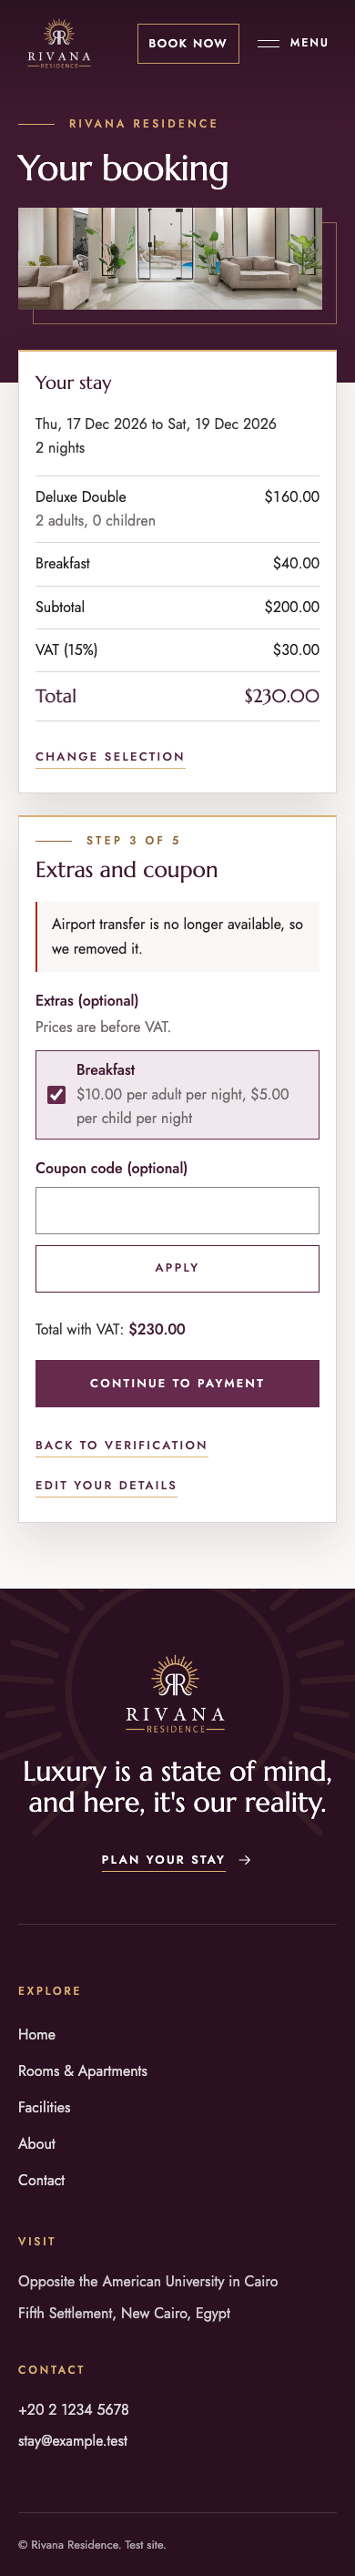 RIVANA
RESIDENCE
BOOK NOW
MENU
RIVANA RESIDENCE
Your booking
Your stay
Thu, 17 Dec 2026 to Sat, 19 Dec 2026
2 nights
Deluxe Double $160.00
2 adults, 0 children
Breakfast $40.00
Subtotal $200.00
VAT (15%) $30.00
Total $230.00
CHANGE SELECTION
STEP 3 OF 5
Extras and coupon
Airport transfer is no longer available, so
we removed it.
Extras (optional)
Prices are before VAT.
Breakfast
$10.00 per adult per night, $5.00
per child per night
Coupon code (optional)
APPLY
Total with VAT: $230.00
CONTINUE TO PAYMENT
BACK TO VERIFICATION
EDIT YOUR DETAILS
RIVANA
RESIDENCE
Luxury is a state of mind,
and here, it's our reality.
PLAN YOUR STAY →
EXPLORE
Home
Rooms & Apartments
Facilities
About
Contact
VISIT
Opposite the American University in Cairo
Fifth Settlement, New Cairo, Egypt
CONTACT
+20 2 1234 5678
stay@example.test
© Rivana Residence. Test site.